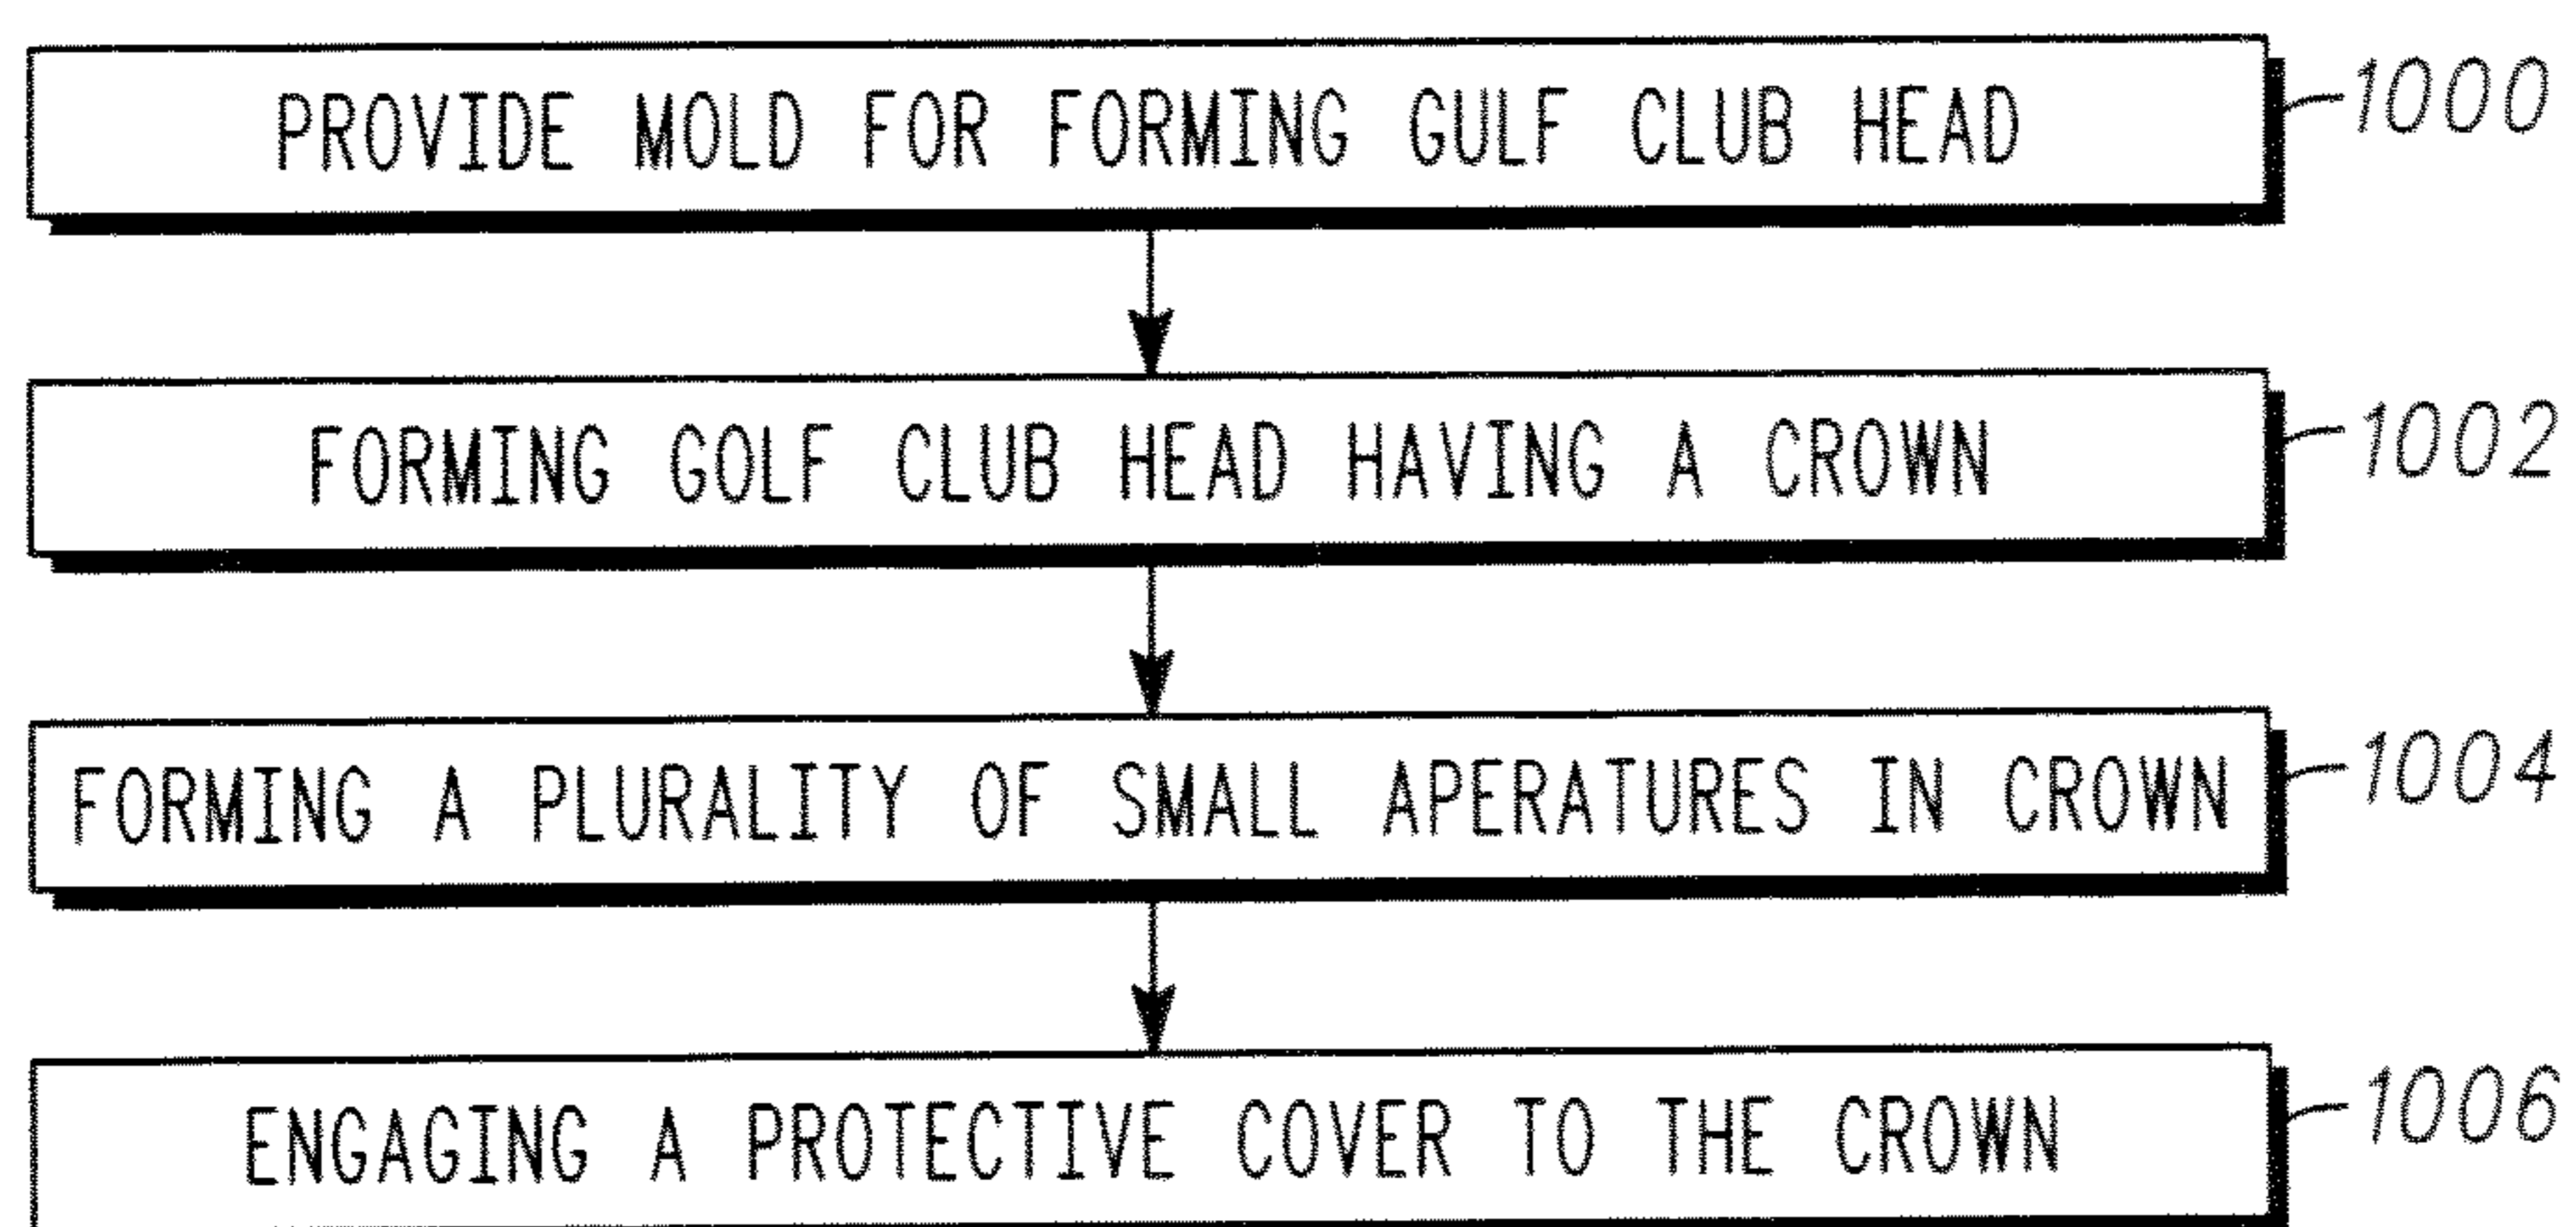 PROVIDE MOLD FOR FORMING GULF CLUB HEAD 1000
FORMING GOLF CLUB HEAD HAVING A CROWN 1002
FORMING A PLURALITY OF SMALL APERATURES IN CROWN 1004
ENGAGING A PROTECTIVE COVER TO THE CROWN 1006